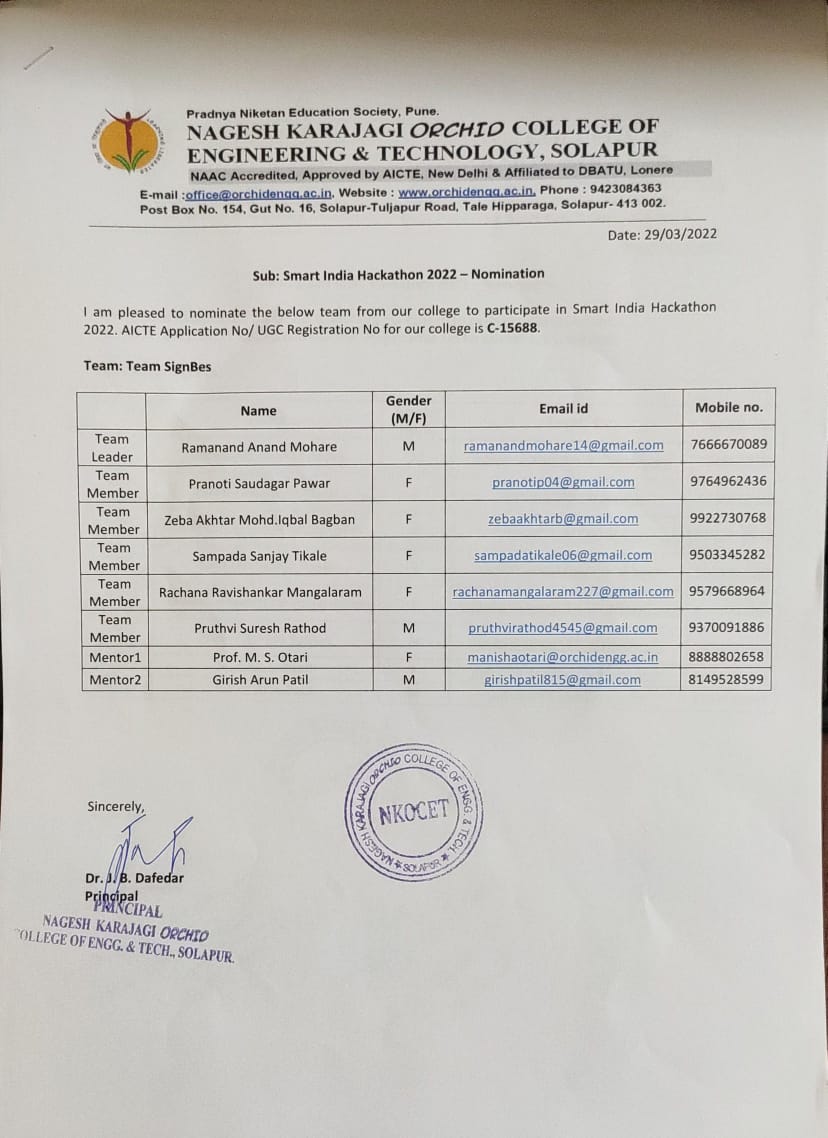 Pradnya Niketan Education Society, Pune.
NAGESH KARAJAGI ORCHID COLLEGE OF
ENGINEERING & TECHNOLOGY, SOLAPUR
NAAC Accredited, Approved by AICTE, New Delhi & Affiliated to DBATU, Lonere
E-mail :office@orchidengg.ac.in, Website : www.orchidengg.ac.in, Phone : 9423084363
Post Box No. 154, Gut No. 16, Solapur-Tuljapur Road, Tale Hipparaga, Solapur- 413 002.
Date: 29/03/2022
Sub: Smart India Hackathon 2022 – Nomination
I am pleased to nominate the below team from our college to participate in Smart India Hackathon
2022. AICTE Application No/ UGC Registration No for our college is C-15688.
Team: Team SignBes
Name Gender (M/F) Email id Mobile no.
Team Leader Ramanand Anand Mohare M ramanandmohare14@gmail.com 7666670089
Team Member Pranoti Saudagar Pawar F pranotip04@gmail.com 9764962436
Team Member Zeba Akhtar Mohd.Iqbal Bagban F zebaakhtarb@gmail.com 9922730768
Team Member Sampada Sanjay Tikale F sampadatikale06@gmail.com 9503345282
Team Member Rachana Ravishankar Mangalaram F rachanamangalaram227@gmail.com 9579668964
Team Member Pruthvi Suresh Rathod M pruthvirathod4545@gmail.com 9370091886
Mentor1 Prof. M. S. Otari F manishaotari@orchidengg.ac.in 8888802658
Mentor2 Girish Arun Patil M girishpatil815@gmail.com 8149528599
NAGESH KARAJAGI ORCHID COLLEGE OF ENGG. & TECH.
SOLAPUR
NKOCET
Sincerely,
Dr. J. B. Dafedar
Principal
PRINCIPAL
NAGESH KARAJAGI ORCHID
COLLEGE OF ENGG. & TECH., SOLAPUR.